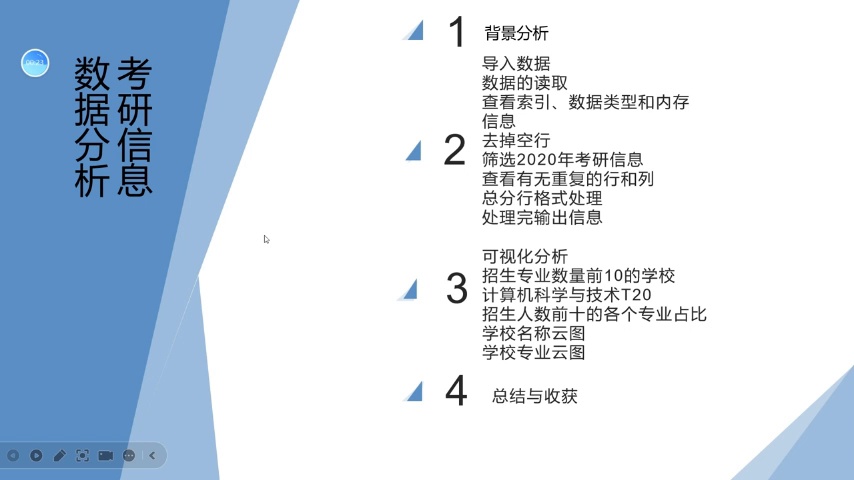 考研信息
数据分析
1 背景分析
导入数据
数据的读取
查看索引、数据类型和内存
信息
去掉空行
2
筛选2020年考研信息
查看有无重复的行和列
总分行格式处理
处理完输出信息
可视化分析
招生专业数量前10的学校
3
计算机科学与技术T20
招生人数前十的各个专业占比
学校名称云图
学校专业云图
4 总结与收获